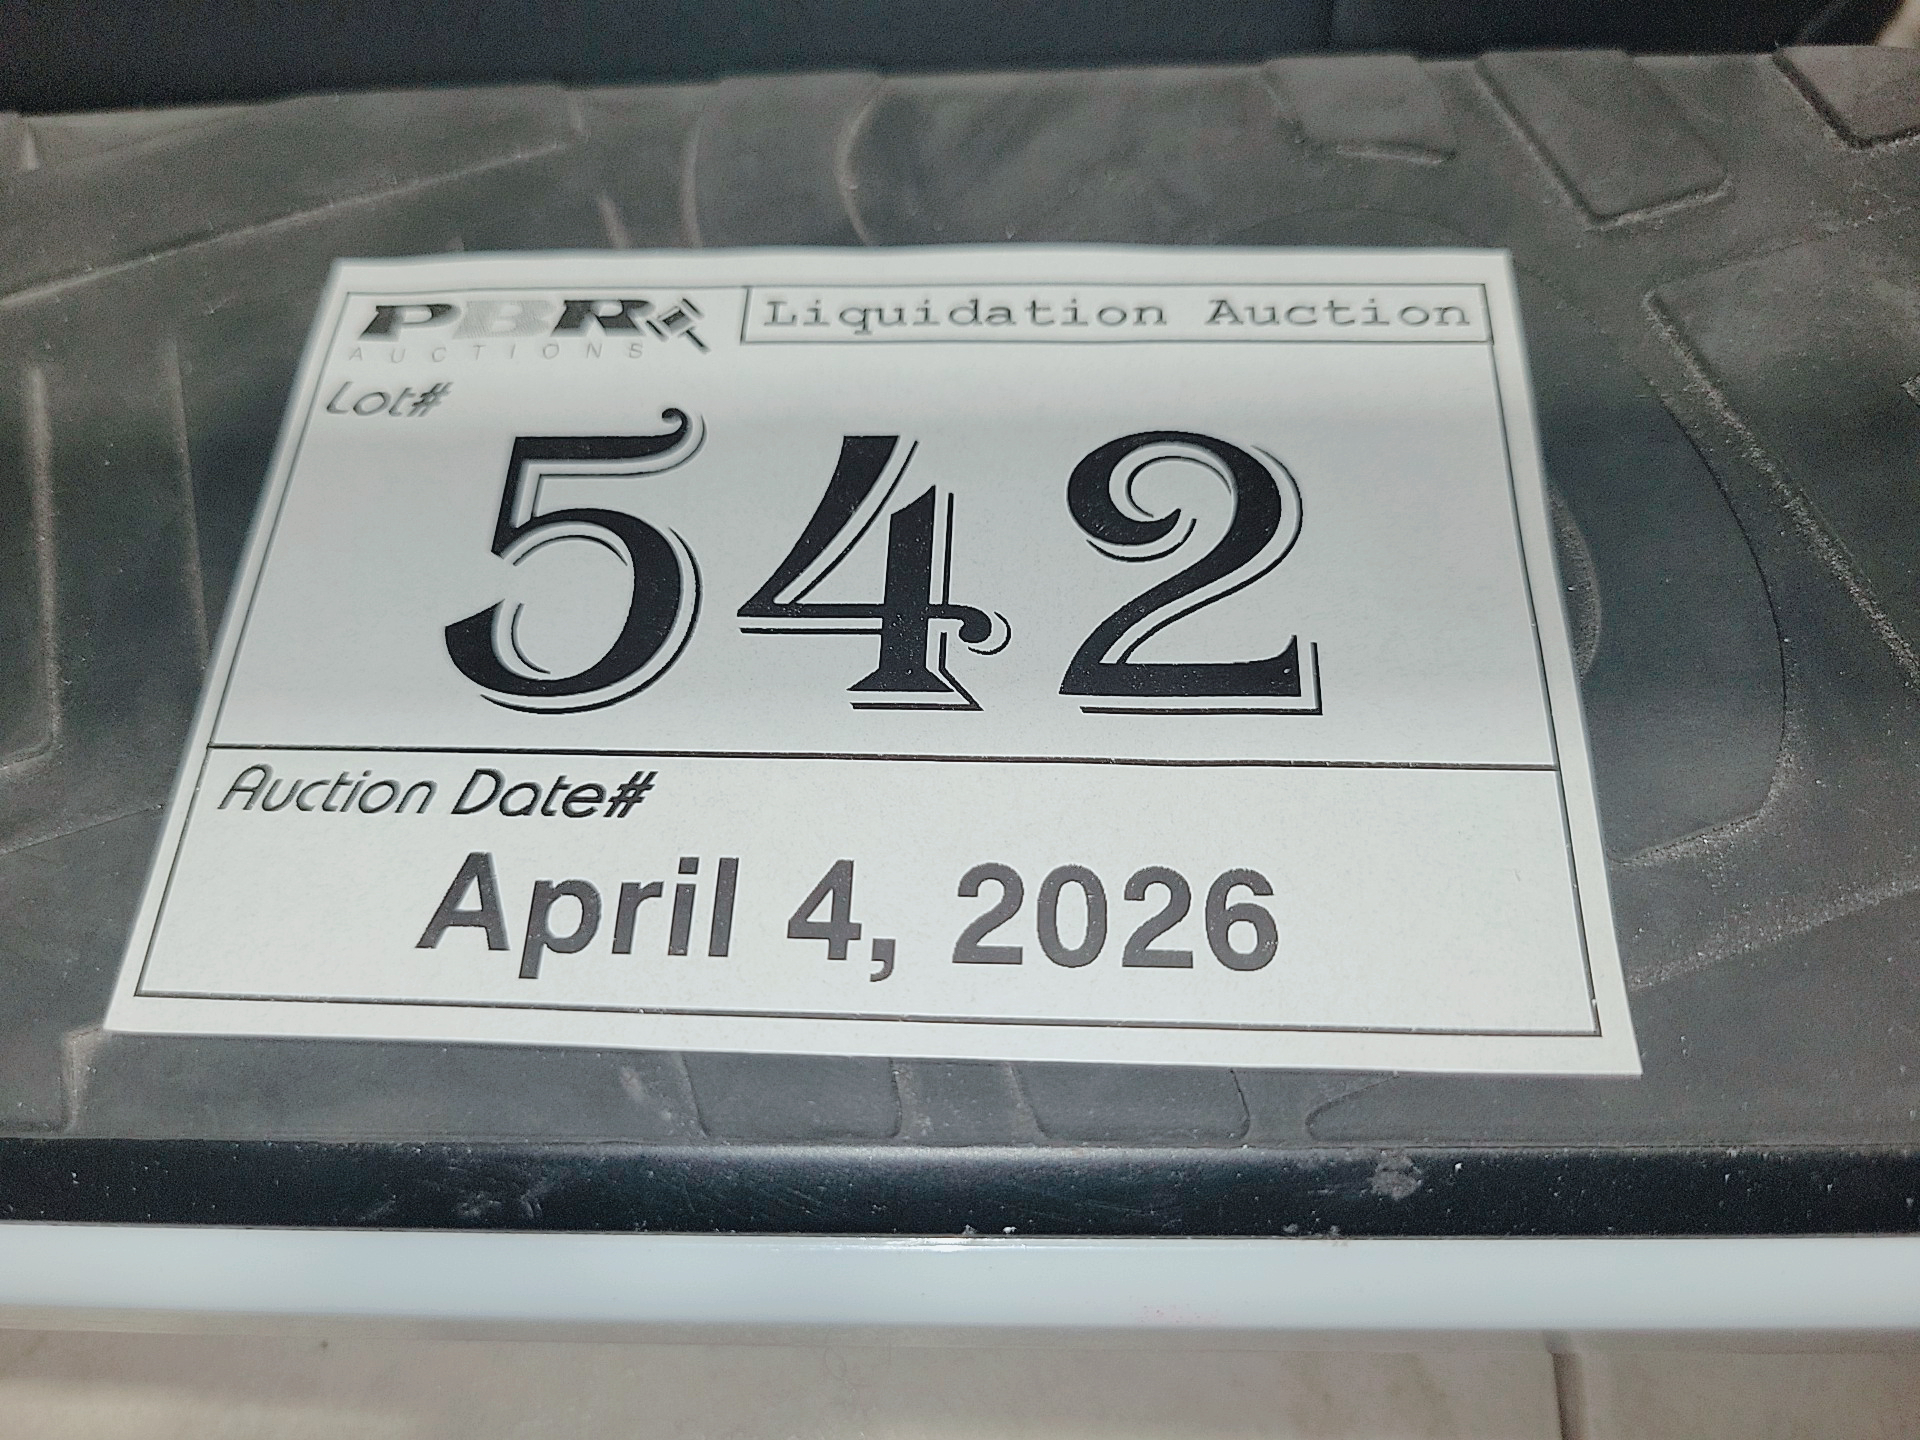 PBR
AUCTIONS
Liquidation Auction
Lot#
542
Auction Date#
April 4, 2026